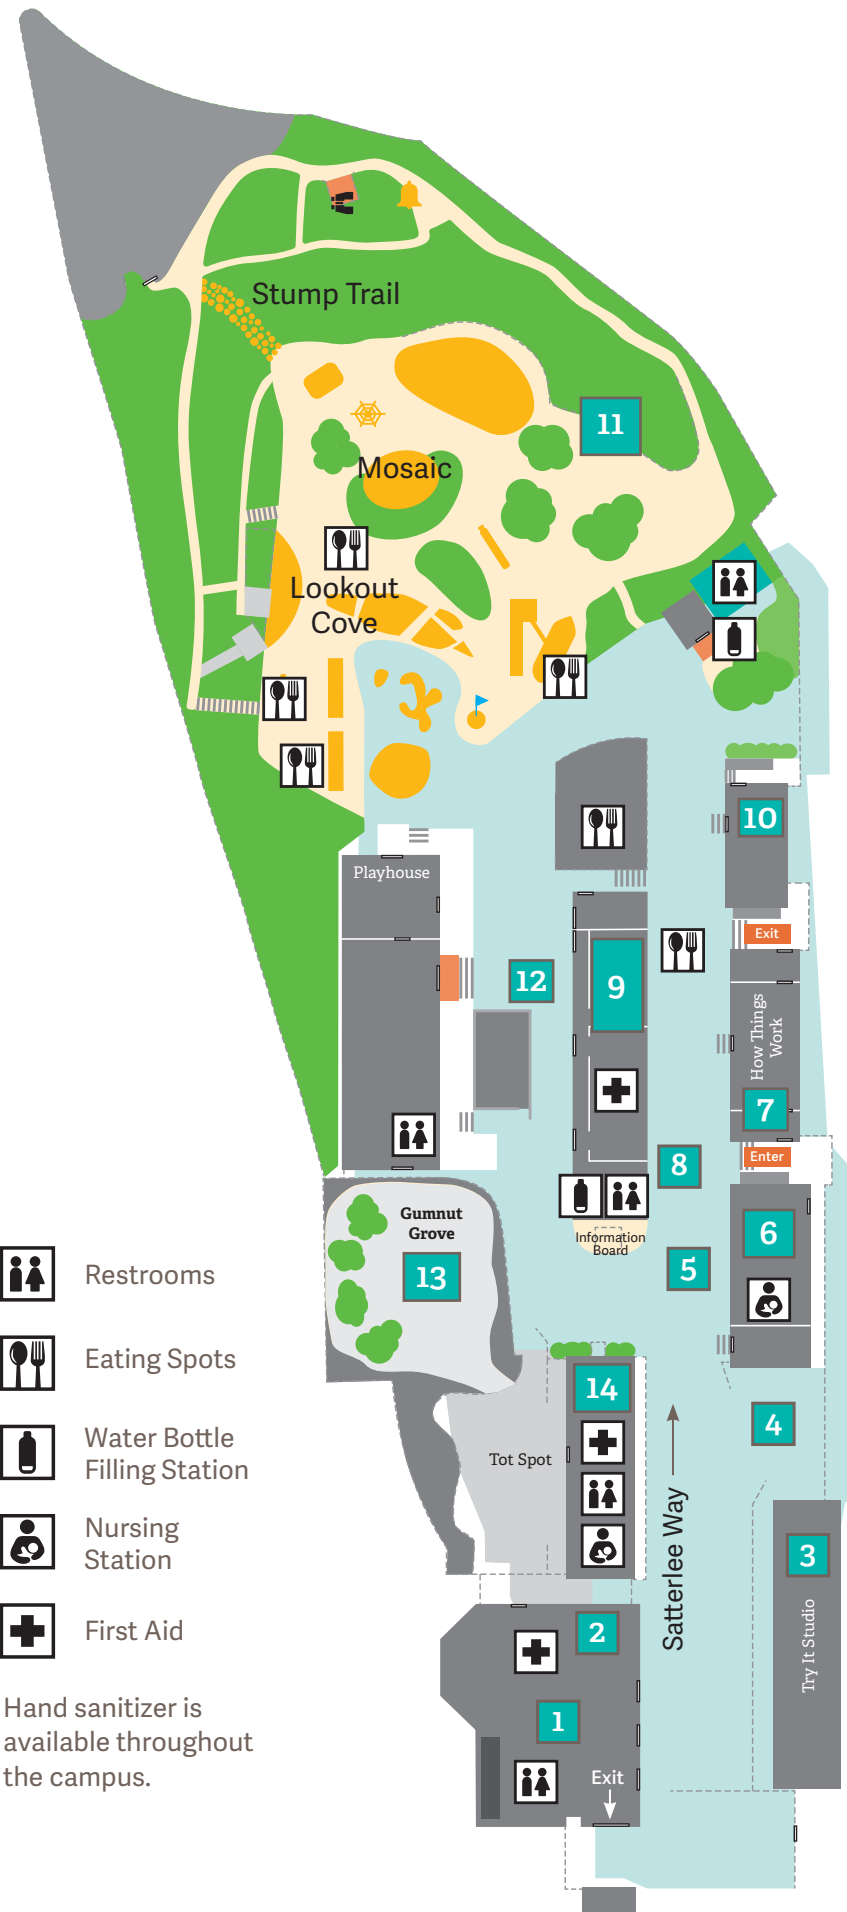 Stump Trail
11
Mosaic
Lookout
Cove
10
Playhouse
Exit
12
9
How Things
Work
7
8
Enter
Gumnut
Grove
13
6
Information
Board
5
14
4
Tot Spot
Satterlee Way
3
Try It Studio
2
1
Exit
Restrooms
Eating Spots
Water Bottle
Filling Station
Nursing
Station
First Aid
Hand sanitizer is
available throughout
the campus.